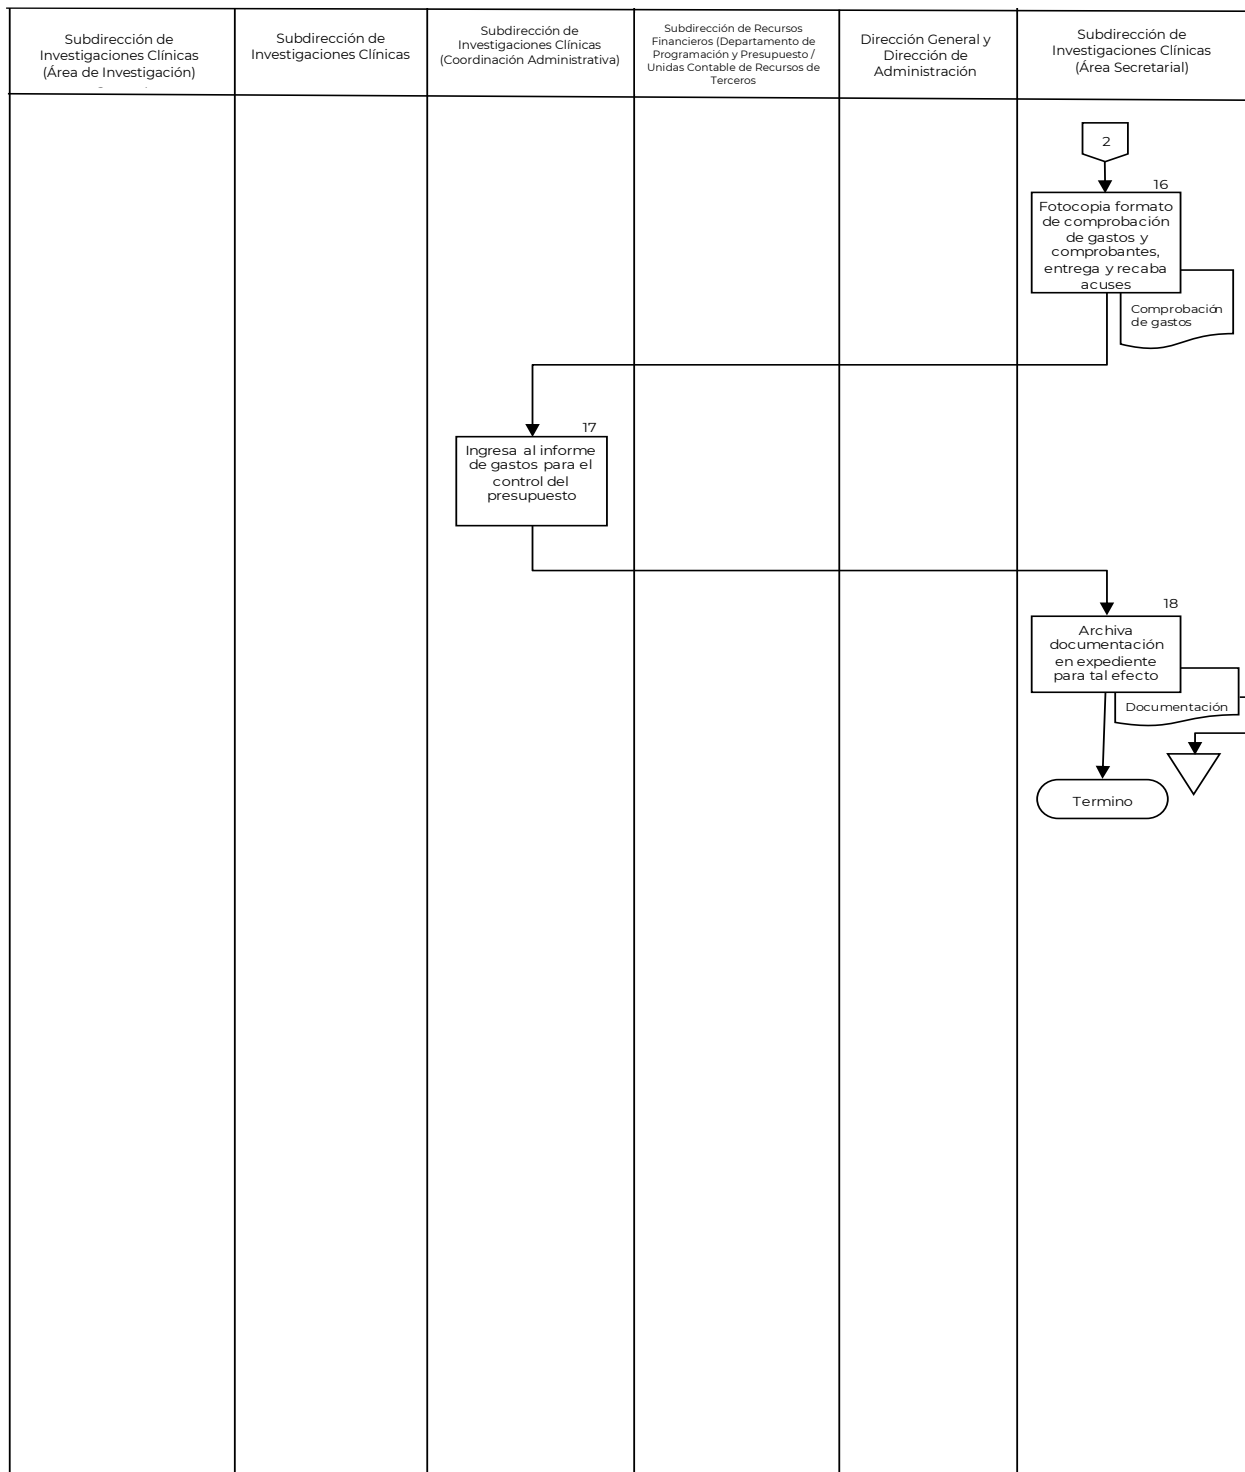 Subdirección de
Investigaciones Clínicas
(Área de Investigación)
Subdirección de
Investigaciones Clínicas
Subdirección de
Investigaciones Clínicas
(Coordinación Administrativa)
Subdirección de Recursos
Financieros (Departamento de
Programación y Presupuesto /
Unidas Contable de Recursos de
Terceros
Dirección General y
Dirección de
Administración
Subdirección de
Investigaciones Clínicas
(Área Secretarial)
2
16
Fotocopia formato
de comprobación
de gastos y
comprobantes,
entrega y recaba
acuses
Comprobación
de gastos
17
Ingresa al informe
de gastos para el
control del
presupuesto
18
Archiva
documentación
en expediente
para tal efecto
Documentación
Termino